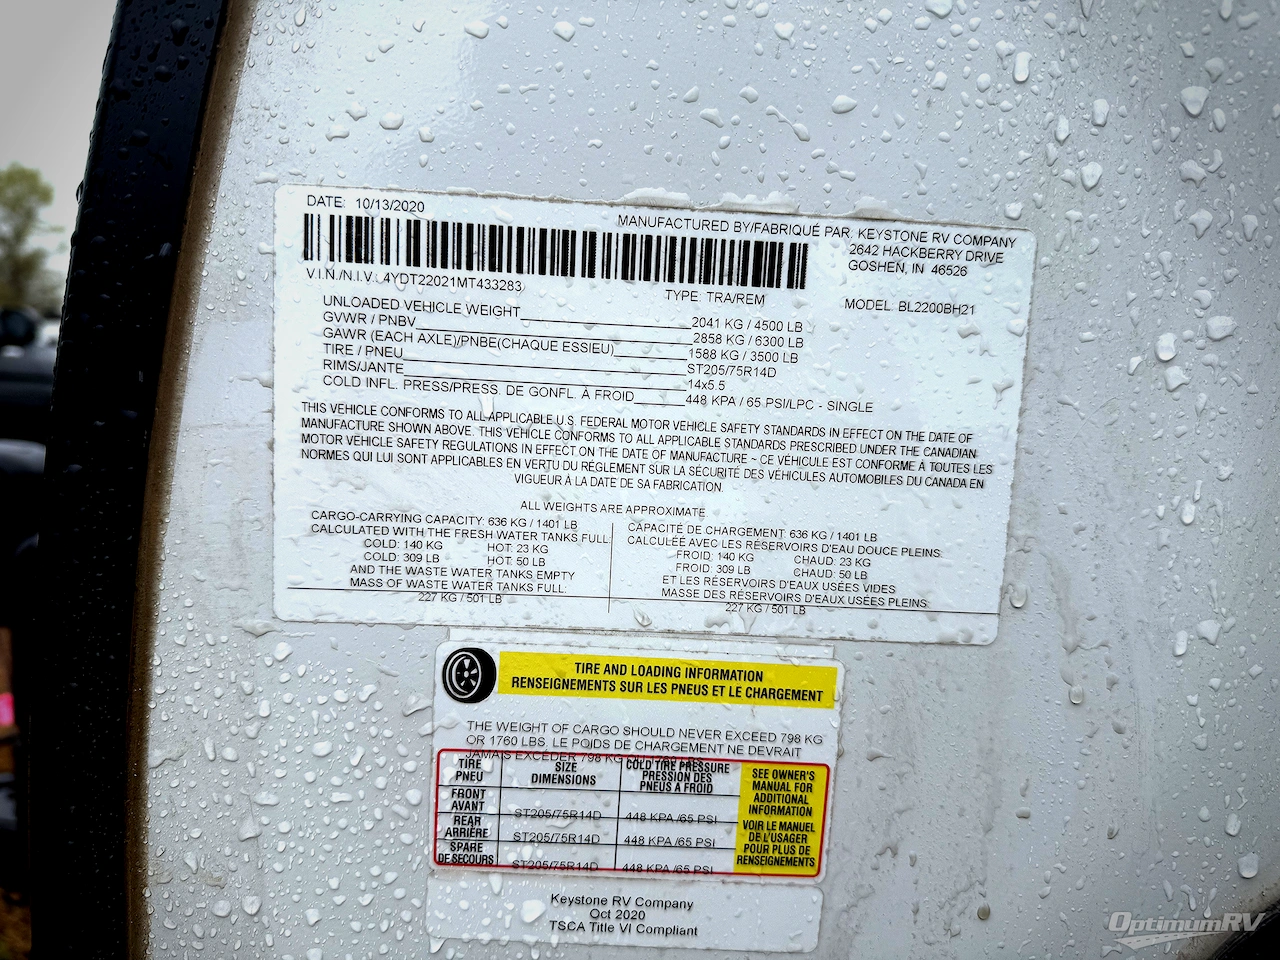 DATE: 10/13/2020
MANUFACTURED BY/FABRIQUÉ PAR: KEYSTONE RV COMPANY
2642 HACKBERRY DRIVE
GOSHEN, IN 46526
V.I.N./N.I.V.: 4YDT22021MT433283
TYPE: TRA/REM
MODEL: BL2200BH21
UNLOADED VEHICLE WEIGHT 2041 KG / 4500 LB
GVWR / PNBV 2858 KG / 6300 LB
GAWR (EACH AXLE)/PNBE(CHAQUE ESSIEU) 1588 KG / 3500 LB
TIRE / PNEU ST205/75R14D
RIMS/JANTE 14x5.5
COLD INFL. PRESS/PRESS. DE GONFL. À FROID 448 KPA / 65 PSI/LPC - SINGLE
THIS VEHICLE CONFORMS TO ALL APPLICABLE U.S. FEDERAL MOTOR VEHICLE SAFETY STANDARDS IN EFFECT ON THE DATE OF
MANUFACTURE SHOWN ABOVE. THIS VEHICLE CONFORMS TO ALL APPLICABLE STANDARDS PRESCRIBED UNDER THE CANADIAN
MOTOR VEHICLE SAFETY REGULATIONS IN EFFECT ON THE DATE OF MANUFACTURE ~ CE VÉHICULE EST CONFORME À TOUTES LES
NORMES QUI LUI SONT APPLICABLES EN VERTU DU RÉGLEMENT SUR LA SÉCURITÉ DES VÉHICULES AUTOMOBILES DU CANADA EN
VIGUEUR À LA DATE DE SA FABRICATION.
ALL WEIGHTS ARE APPROXIMATE
CARGO-CARRYING CAPACITY: 636 KG / 1401 LB
CALCULATED WITH THE FRESH WATER TANKS FULL:
COLD: 140 KG HOT: 23 KG
COLD: 309 LB HOT: 50 LB
AND THE WASTE WATER TANKS EMPTY
MASS OF WASTE WATER TANKS FULL:
227 KG / 501 LB
CAPACITÉ DE CHARGEMENT: 636 KG / 1401 LB
CALCULÉE AVEC LES RÉSERVOIRS D'EAU DOUCE PLEINS:
FROID: 140 KG CHAUD: 23 KG
FROID: 309 LB CHAUD: 50 LB
ET LES RÉSERVOIRS D'EAUX USÉES VIDES
MASSE DES RÉSERVOIRS D'EAUX USÉES PLEINS:
227 KG / 501 LB
TIRE AND LOADING INFORMATION
RENSEIGNEMENTS SUR LES PNEUS ET LE CHARGEMENT
THE WEIGHT OF CARGO SHOULD NEVER EXCEED 798 KG
OR 1760 LBS. LE POIDS DE CHARGEMENT NE DEVRAIT
JAMAIS EXCÉDER 798 KG
TIRE SIZE COLD TIRE PRESSURE
PNEU DIMENSIONS PRESSION DES
PNEUS A FROID
FRONT
AVANT ST205/75R14D 448 KPA /65 PSI
REAR
ARRIÈRE ST205/75R14D 448 KPA /65 PSI
SPARE
DE SECOURS ST205/75R14D 448 KPA /65 PSI
SEE OWNER'S
MANUAL FOR
ADDITIONAL
INFORMATION
VOIR LE MANUEL
DE L'USAGER
POUR PLUS DE
RENSEIGNEMENTS
Keystone RV Company
Oct 2020
TSCA Title VI Compliant
OptimumRV